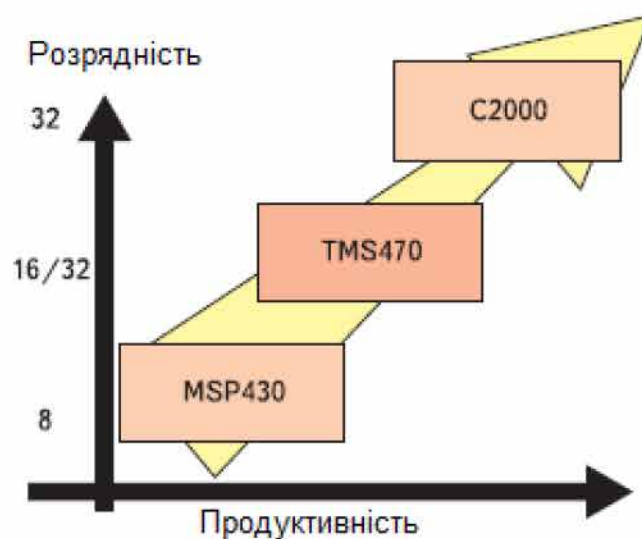 Розрядність
32
C2000
TMS470
16/32
MSP430
8
Продуктивність